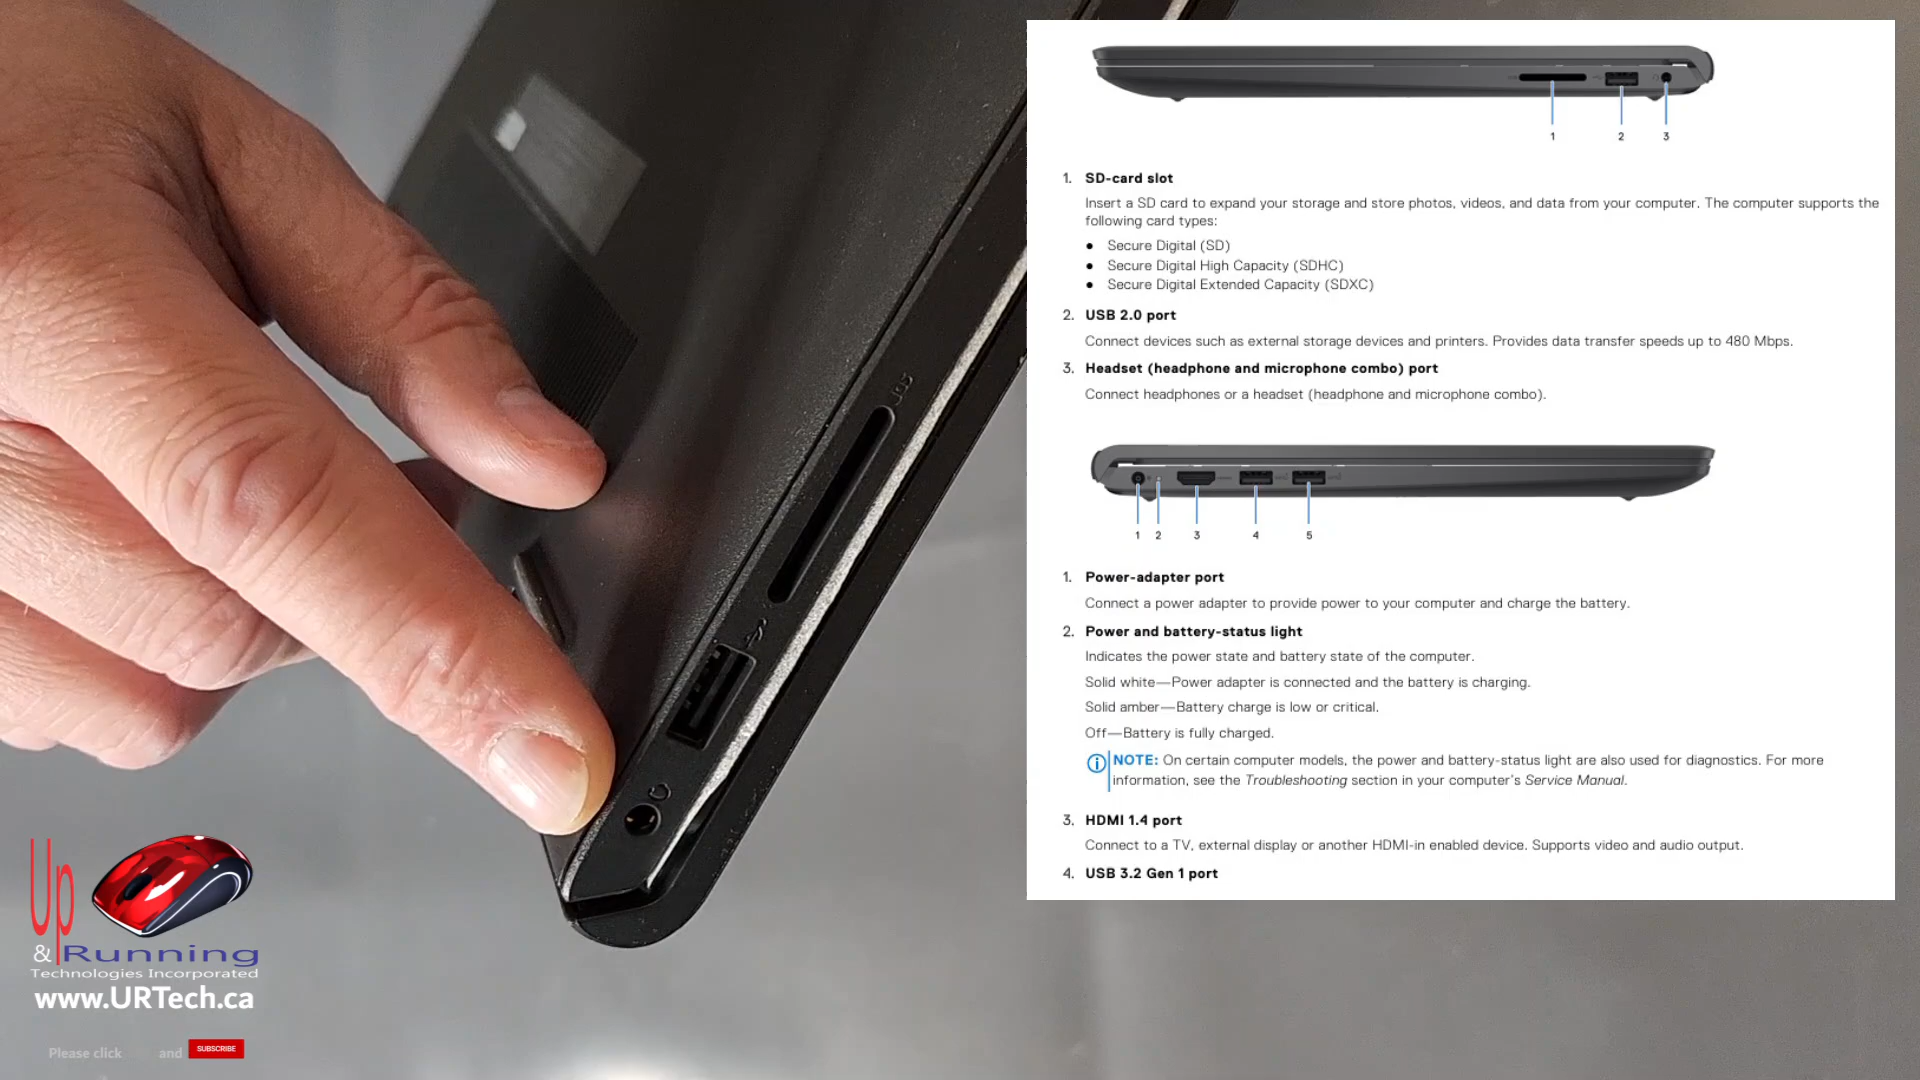 1
2
3
1. SD-card slot
Insert a SD card to expand your storage and store photos, videos, and data from your computer. The computer supports the
following card types:
● Secure Digital (SD)
● Secure Digital High Capacity (SDHC)
● Secure Digital Extended Capacity (SDXC)
2. USB 2.0 port
Connect devices such as external storage devices and printers. Provides data transfer speeds up to 480 Mbps.
3. Headset (headphone and microphone combo) port
Connect headphones or a headset (headphone and microphone combo).
1
2
3
4
5
1. Power-adapter port
Connect a power adapter to provide power to your computer and charge the battery.
2. Power and battery-status light
Indicates the power state and battery state of the computer.
Solid white—Power adapter is connected and the battery is charging.
Solid amber—Battery charge is low or critical.
Off—Battery is fully charged.
NOTE: On certain computer models, the power and battery-status light are also used for diagnostics. For more
information, see the Troubleshooting section in your computer's Service Manual.
3. HDMI 1.4 port
Connect to a TV, external display or another HDMI-in enabled device. Supports video and audio output.
4. USB 3.2 Gen 1 port
Up
& Running
Technologies Incorporated
www.URTech.ca
Please click and SUBSCRIBE